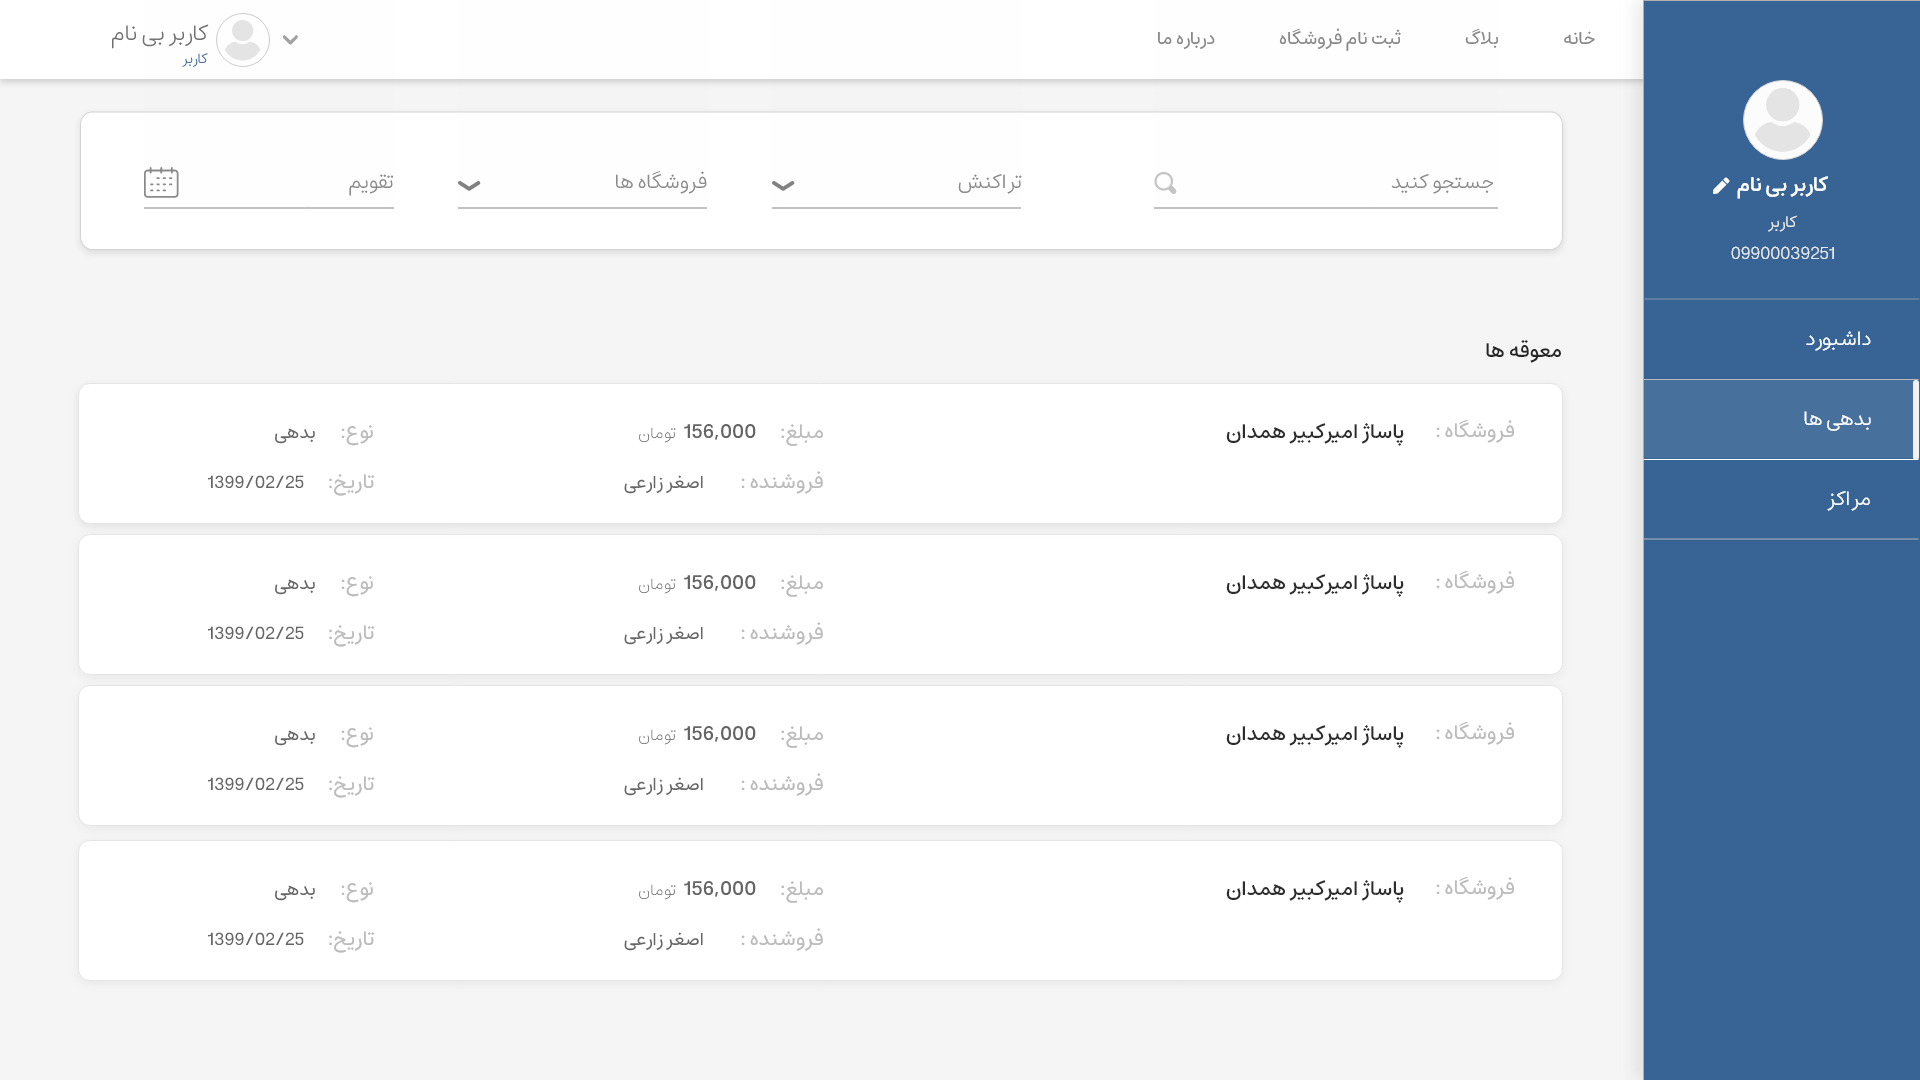 خانه
بلاگ
ثبت نام فروشگاه
درباره ما
کاربر بی نام
کاربر
کاربر بی نام
کاربر
09900039251
داشبورد
بدهی ها
مراکز
جستجو کنید
تراکنش
فروشگاه ها
تقویم
معوقه ها
فروشگاه : پاساژ امیرکبیر همدان مبلغ: 156,000 تومان نوع: بدهی
فروشنده : اصغر زارعی تاریخ: 1399/02/25
فروشگاه : پاساژ امیرکبیر همدان مبلغ: 156,000 تومان نوع: بدهی
فروشنده : اصغر زارعی تاریخ: 1399/02/25
فروشگاه : پاساژ امیرکبیر همدان مبلغ: 156,000 تومان نوع: بدهی
فروشنده : اصغر زارعی تاریخ: 1399/02/25
فروشگاه : پاساژ امیرکبیر همدان مبلغ: 156,000 تومان نوع: بدهی
فروشنده : اصغر زارعی تاریخ: 1399/02/25